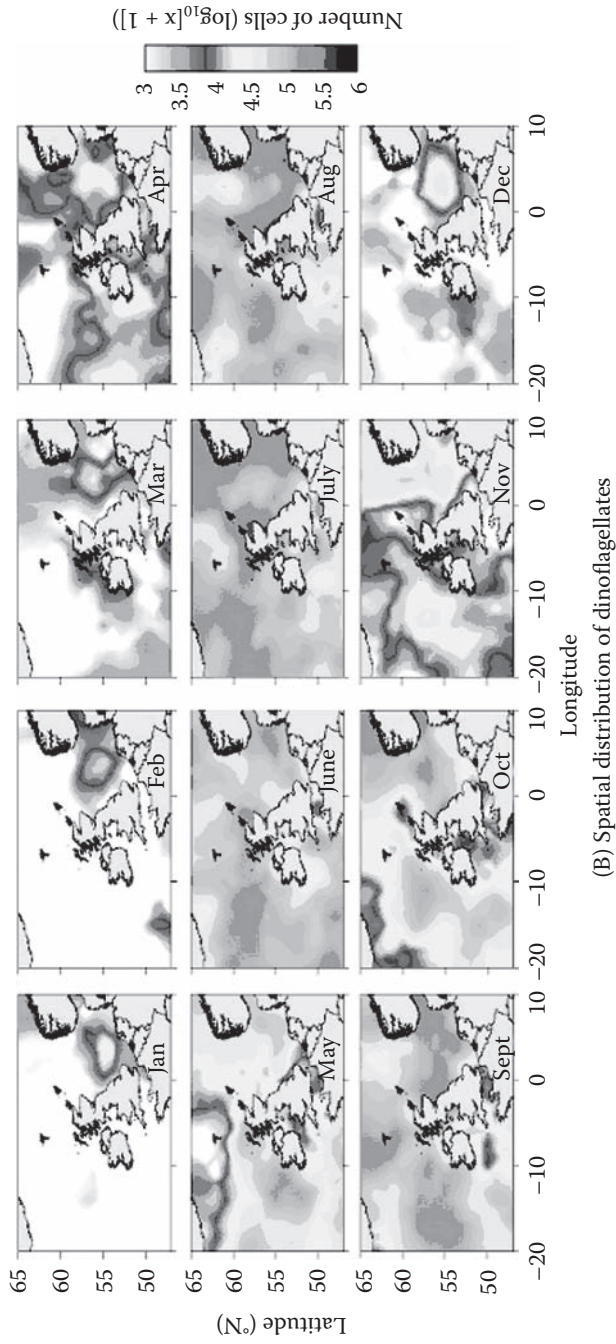 Number of cells (log10[x + 1])
3
3.5
4
4.5
5
5.5
6
Latitude (°N)
65
60
55
50
Jan
Feb
Mar
Apr
65
60
55
50
May
June
July
Aug
65
60
55
50
Sept
Oct
Nov
Dec
−20 −10 0 10
−20 −10 0 10
−20 −10 0 10
−20 −10 0 10
Longitude
(B) Spatial distribution of dinoflagellates